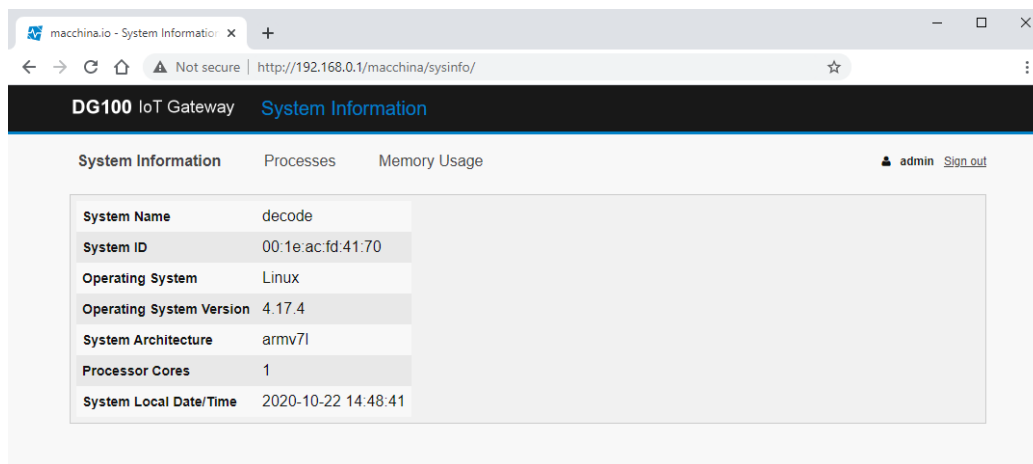 macchina.io - System Information
Not secure | http://192.168.0.1/macchina/sysinfo/
DG100 IoT Gateway System Information
System Information Processes Memory Usage admin Sign out
System Name decode
System ID 00:1e:ac:fd:41:70
Operating System Linux
Operating System Version 4.17.4
System Architecture armv7l
Processor Cores 1
System Local Date/Time 2020-10-22 14:48:41